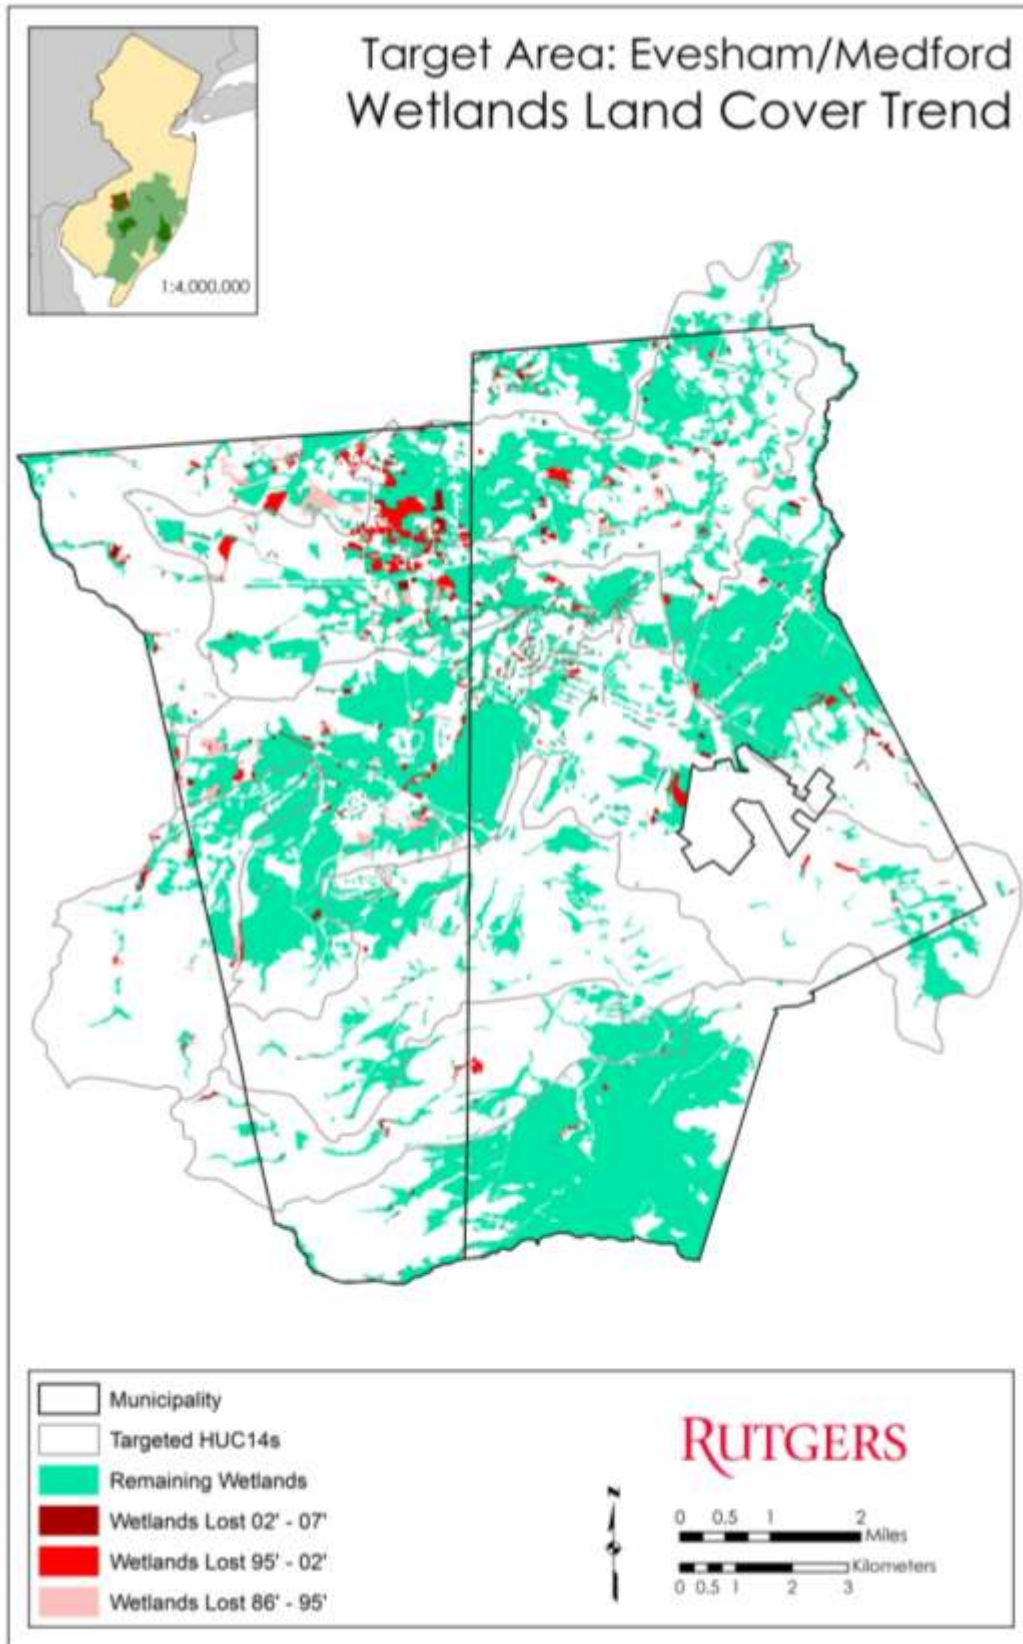 Target Area: Evesham/Medford
Wetlands Land Cover Trend
1:4,000,000
Municipality
Targeted HUC14s
Remaining Wetlands
Wetlands Lost 02' - 07'
Wetlands Lost 95' - 02'
Wetlands Lost 86' - 95'
RUTGERS
N
0 0.5 1 2
Miles
Kilometers
0 0.5 1 2 3